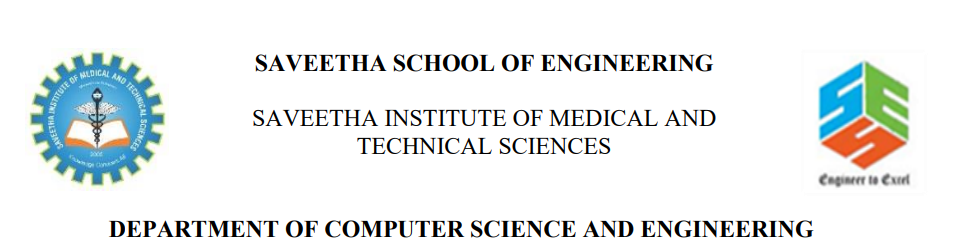 SAVEETHA SCHOOL OF ENGINEERING
SAVEETHA INSTITUTE OF MEDICAL AND
TECHNICAL SCIENCES
SAVEETHA INSTITUTE OF MEDICAL AND TECHNICAL SCIENCES
2005
SES
Engineer to Excel
DEPARTMENT OF COMPUTER SCIENCE AND ENGINEERING